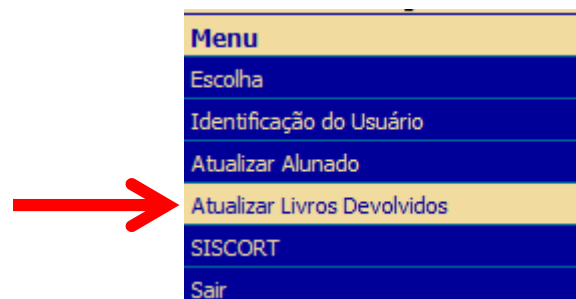 Menu
Escolha
Identificação do Usuário
Atualizar Alunado
Atualizar Livros Devolvidos
SISCORT
Sair